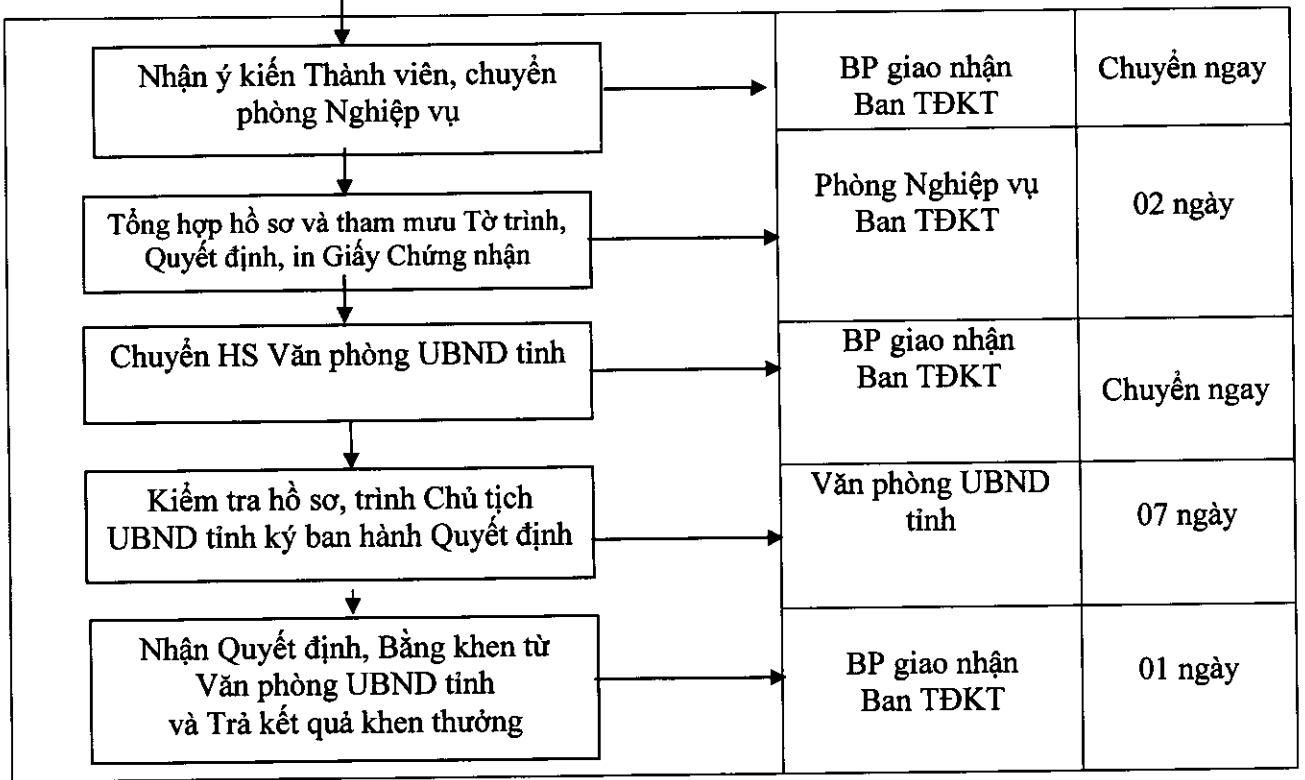 Nhận ý kiến Thành viên, chuyển
phòng Nghiệp vụ
BP giao nhận
Ban TĐKT
Chuyển ngay
Tổng hợp hồ sơ và tham mưu Tờ trình,
Quyết định, in Giấy Chứng nhận
Phòng Nghiệp vụ
Ban TĐKT
02 ngày
Chuyển HS Văn phòng UBND tỉnh
BP giao nhận
Ban TĐKT
Chuyển ngay
Kiểm tra hồ sơ, trình Chủ tịch
UBND tỉnh ký ban hành Quyết định
Văn phòng UBND
tỉnh
07 ngày
Nhận Quyết định, Bằng khen từ
Văn phòng UBND tỉnh
và Trả kết quả khen thưởng
BP giao nhận
Ban TĐKT
01 ngày